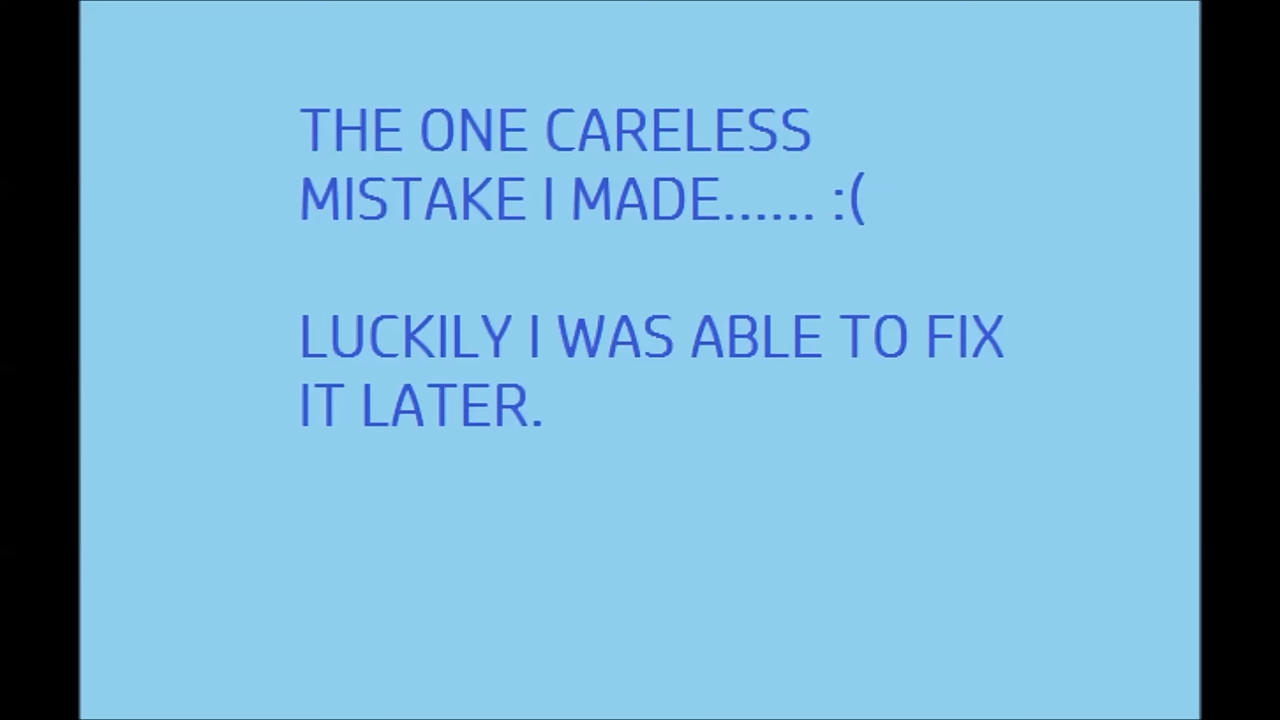 THE ONE CARELESS
MISTAKE I MADE...... :(
LUCKILY I WAS ABLE TO FIX
IT LATER.